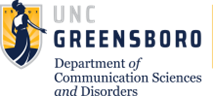 UNC
GREENSBORO
Department of
Communication Sciences
and Disorders